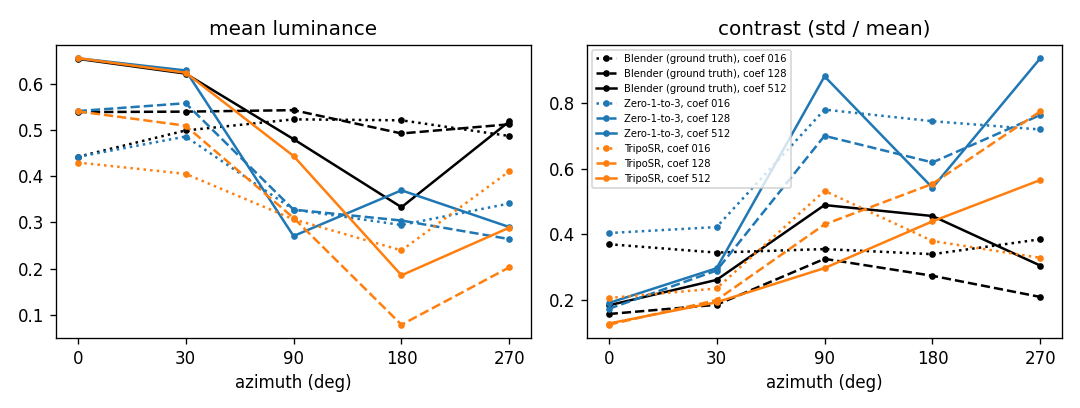 mean luminance
0.6
0.5
0.4
0.3
0.2
0.1
0 30 90 180 270
azimuth (deg)
contrast (std / mean)
Blender (ground truth), coef 016
Blender (ground truth), coef 128
Blender (ground truth), coef 512
Zero-1-to-3, coef 016
Zero-1-to-3, coef 128
Zero-1-to-3, coef 512
TripoSR, coef 016
TripoSR, coef 128
TripoSR, coef 512
0.8
0.6
0.4
0.2
0 30 90 180 270
azimuth (deg)